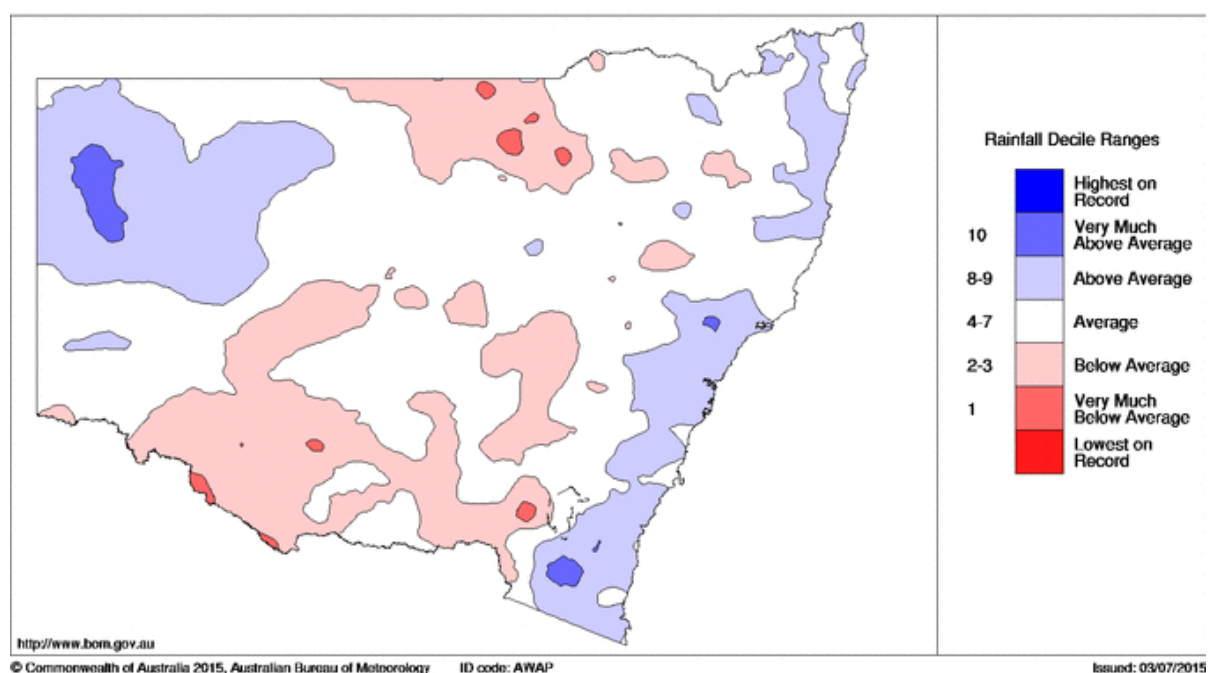 Rainfall Decile Ranges
Highest on
Record
10 Very Much
Above Average
8-9 Above Average
4-7 Average
2-3 Below Average
1 Very Much
Below Average
Lowest on
Record
http://www.bom.gov.au
© Commonwealth of Australia 2015, Australian Bureau of Meteorology ID code: AWAP Issued: 03/07/2015